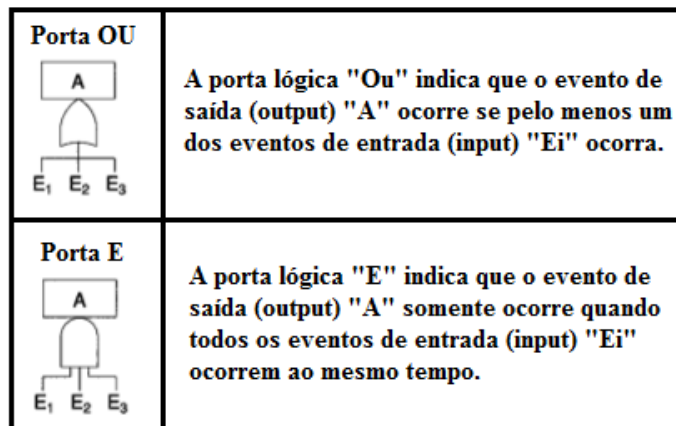 Porta OU
A
E1 E2 E3
A porta lógica "Ou" indica que o evento de
saída (output) "A" ocorre se pelo menos um
dos eventos de entrada (input) "Ei" ocorra.
Porta E
A
E1 E2 E3
A porta lógica "E" indica que o evento de
saída (output) "A" somente ocorre quando
todos os eventos de entrada (input) "Ei"
ocorrem ao mesmo tempo.